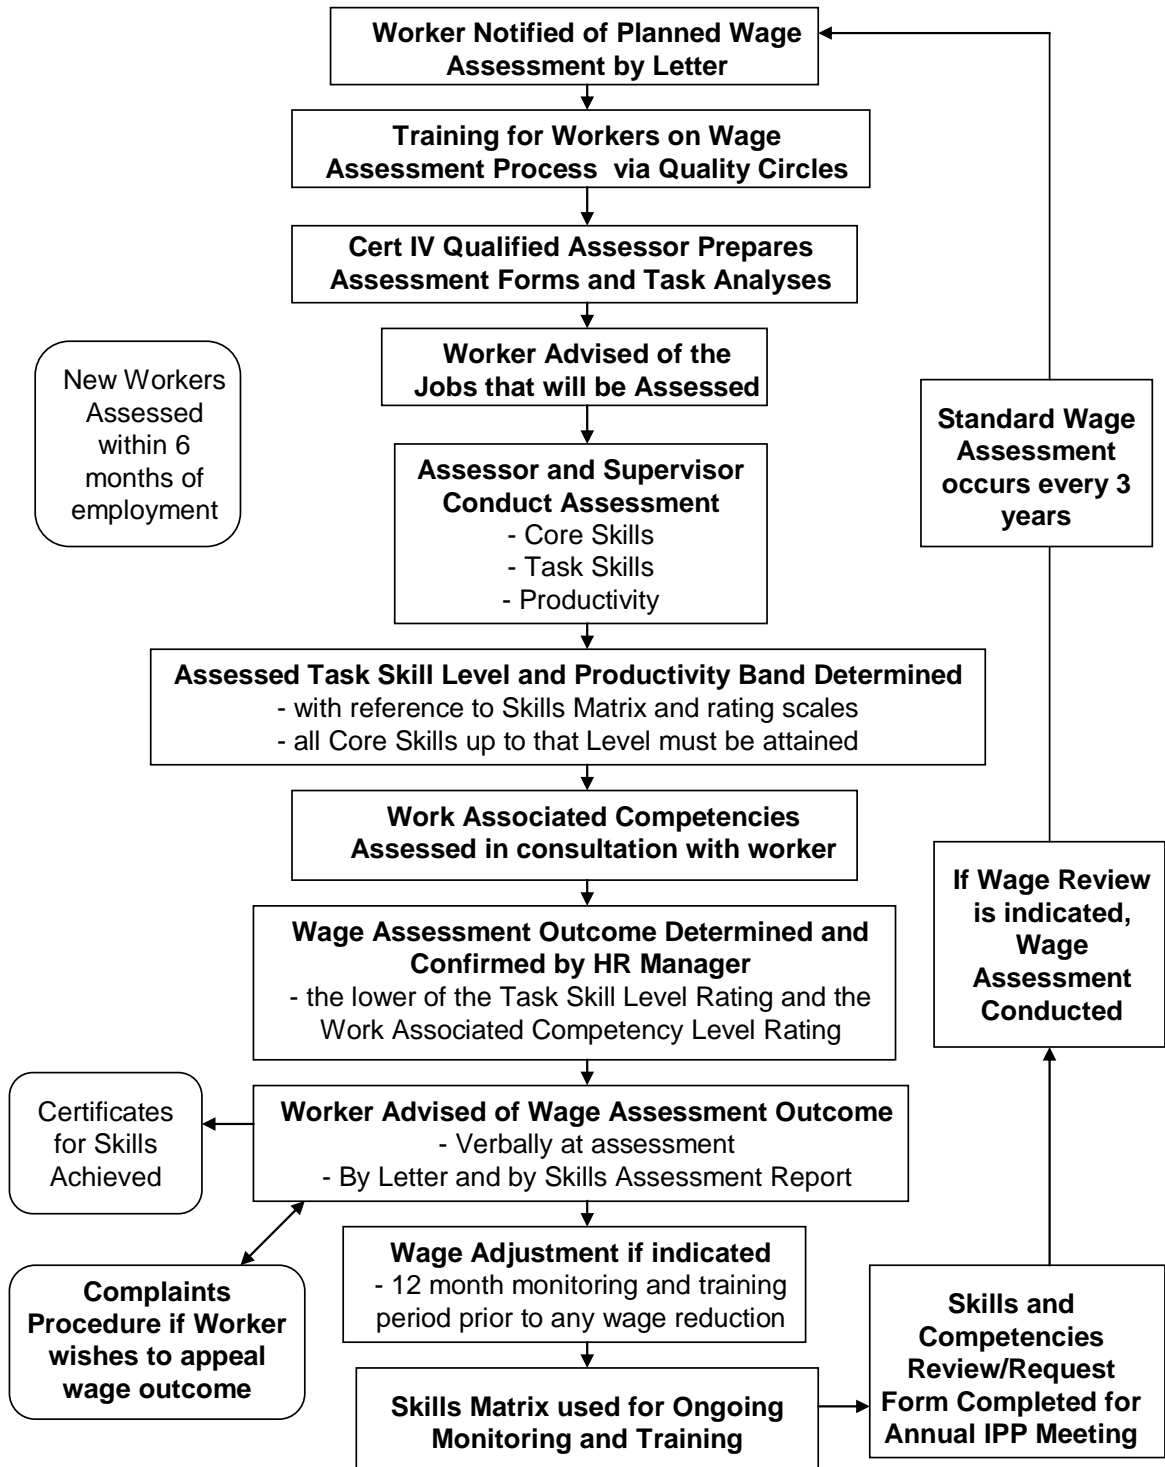 Worker Notified of Planned Wage
Assessment by Letter
Training for Workers on Wage
Assessment Process via Quality Circles
Cert IV Qualified Assessor Prepares
Assessment Forms and Task Analyses
Worker Advised of the
Jobs that will be Assessed
New Workers
Assessed
within 6
months of
employment
Standard Wage
Assessment
occurs every 3
years
Assessor and Supervisor
Conduct Assessment
- Core Skills
- Task Skills
- Productivity
Assessed Task Skill Level and Productivity Band Determined
- with reference to Skills Matrix and rating scales
- all Core Skills up to that Level must be attained
Work Associated Competencies
Assessed in consultation with worker
If Wage Review
is indicated,
Wage
Assessment
Conducted
Wage Assessment Outcome Determined and
Confirmed by HR Manager
- the lower of the Task Skill Level Rating and the
Work Associated Competency Level Rating
Certificates
for Skills
Achieved
Worker Advised of Wage Assessment Outcome
- Verbally at assessment
- By Letter and by Skills Assessment Report
Wage Adjustment if indicated
- 12 month monitoring and training
period prior to any wage reduction
Complaints
Procedure if Worker
wishes to appeal
wage outcome
Skills Matrix used for Ongoing
Monitoring and Training
Skills and
Competencies
Review/Request
Form Completed for
Annual IPP Meeting